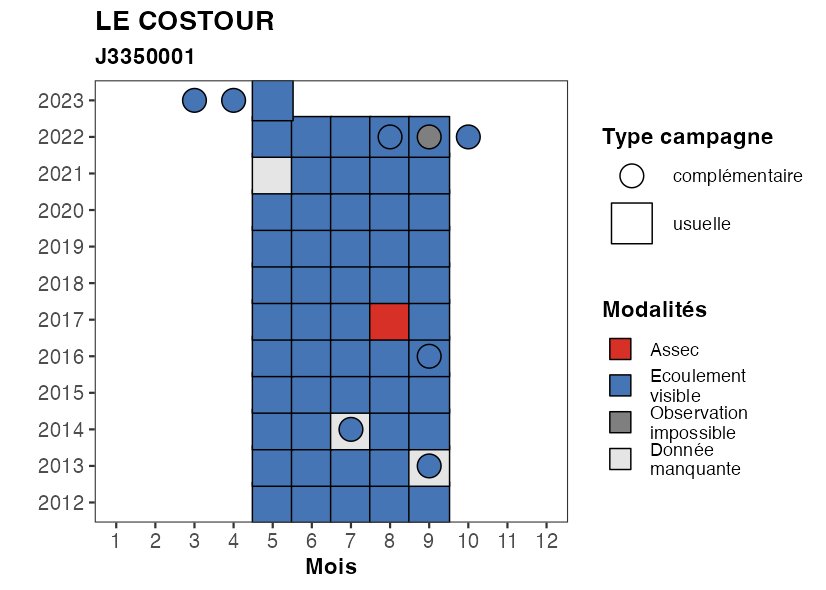 LE COSTOUR
J3350001
2023
2022
2021
2020
2019
2018
2017
2016
2015
2014
2013
2012
1 2 3 4 5 6 7 8 9 10 11 12
Mois
Type campagne
complémentaire
usuelle
Modalités
Assec
Ecoulement
visible
Observation
impossible
Donnée
manquante